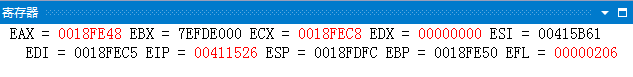 寄存器
EAX = 0018FE48 EBX = 7EFDE000 ECX = 0018FEC8 EDX = 00000000 ESI = 00415B61
EDI = 0018FEC5 EIP = 00411526 ESP = 0018FDFC EBP = 0018FE50 EFL = 00000206